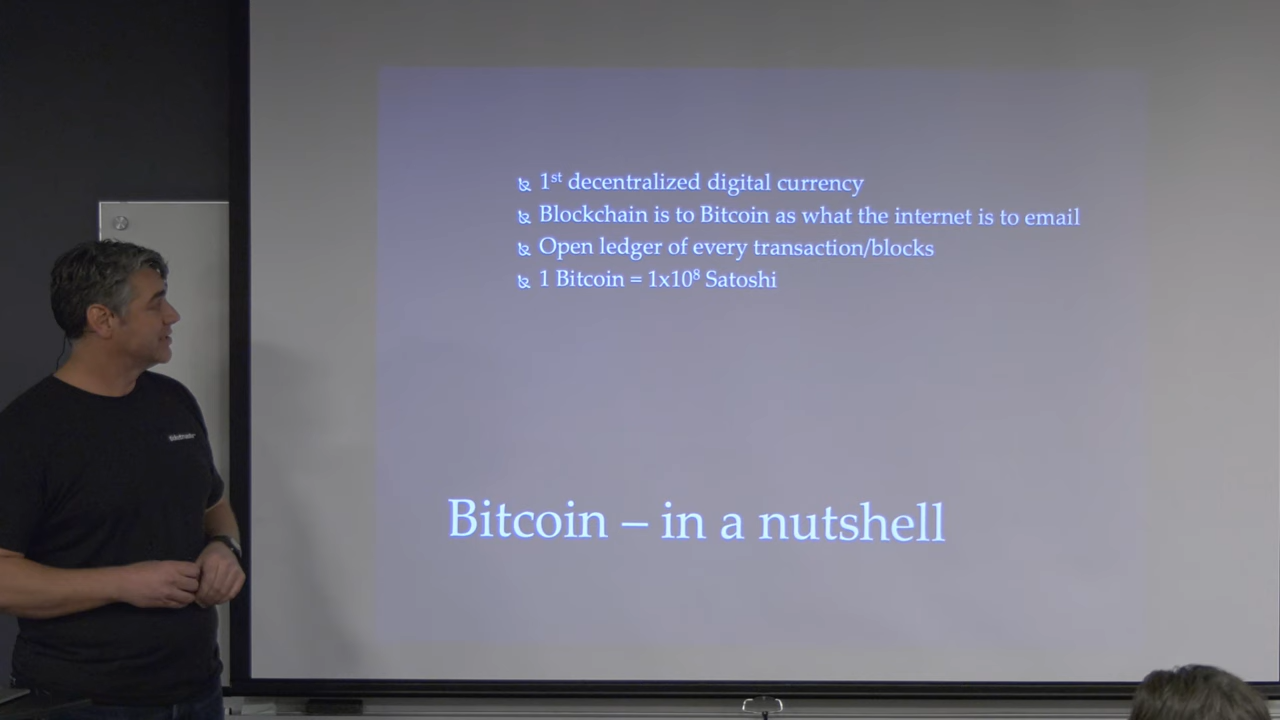 1st decentralized digital currency
Blockchain is to Bitcoin as what the internet is to email
Open ledger of every transaction/blocks
1 Bitcoin = 1x10⁸ Satoshi
Bitcoin – in a nutshell